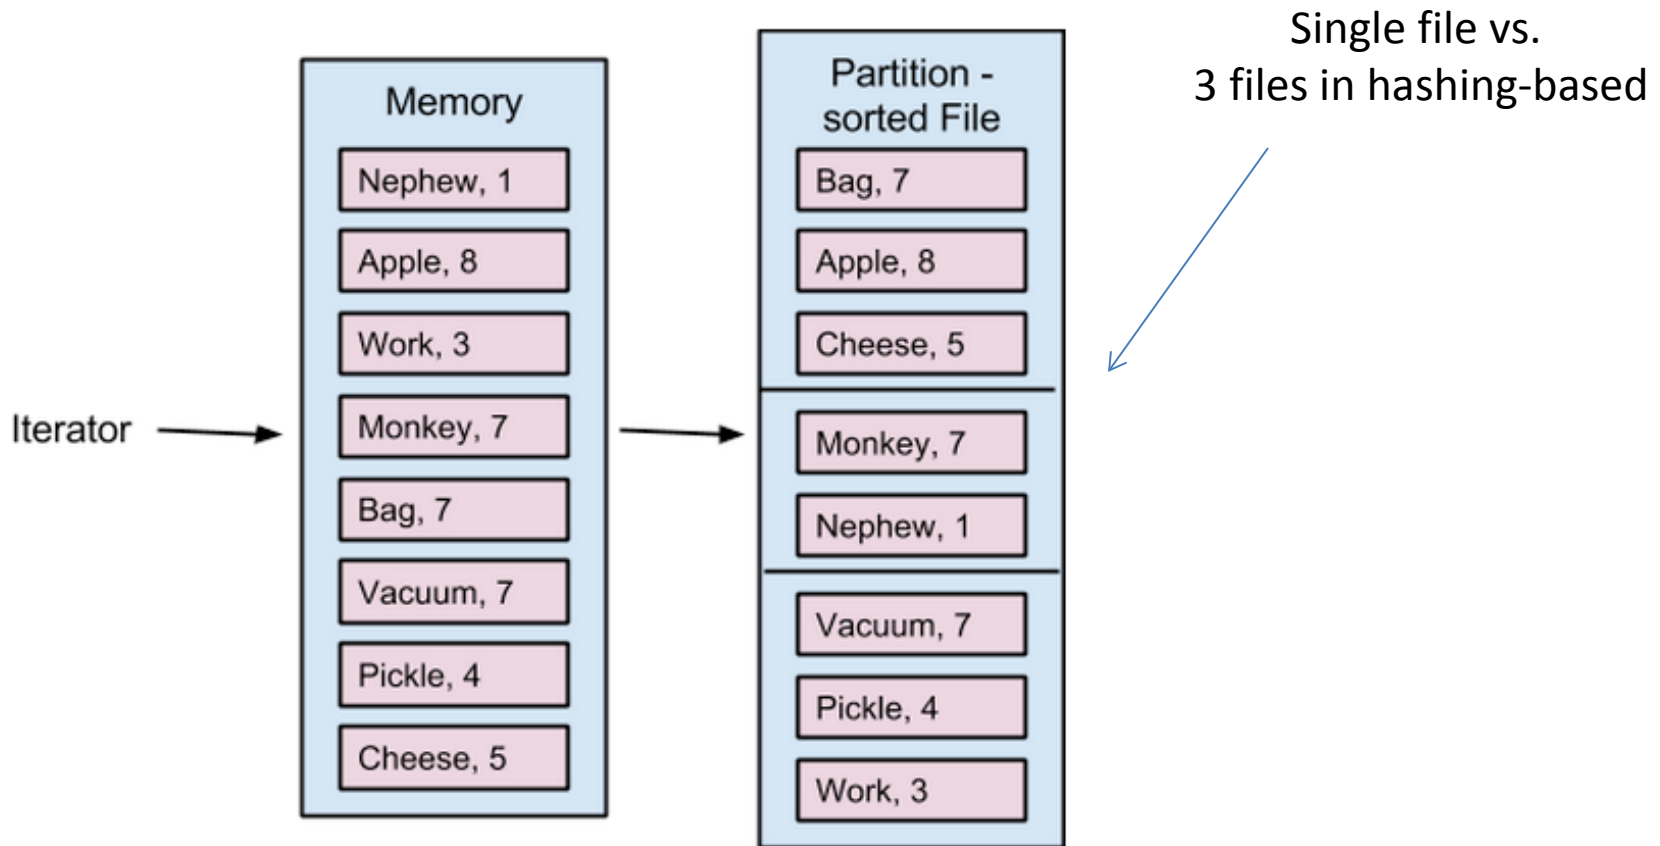 Single file vs.
3 files in hashing-based
Iterator
Memory
Nephew, 1
Apple, 8
Work, 3
Monkey, 7
Bag, 7
Vacuum, 7
Pickle, 4
Cheese, 5
Partition -
sorted File
Bag, 7
Apple, 8
Cheese, 5
Monkey, 7
Nephew, 1
Vacuum, 7
Pickle, 4
Work, 3